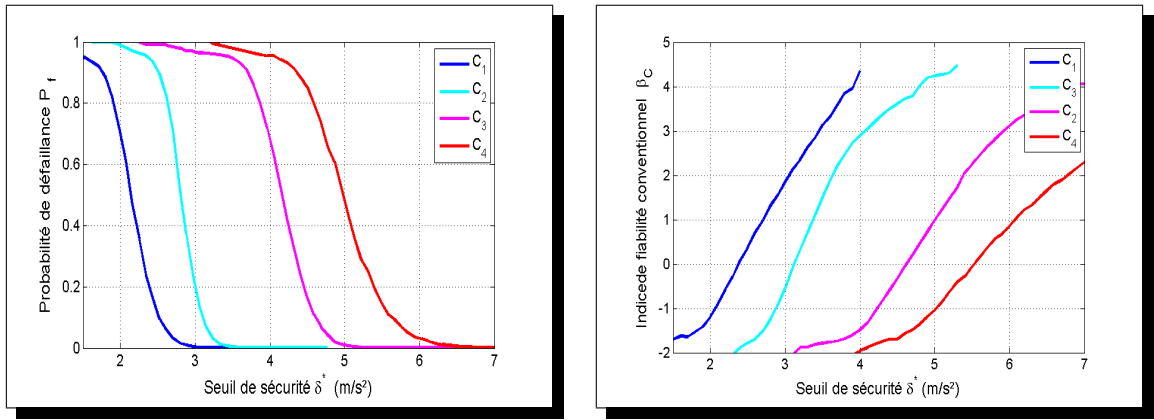 1
0.8
0.6
0.4
0.2
0
Probabilité de défaillance P f
2 3 4 5 6 7
Seuil de sécurité δ* (m/s²)
C1
C2
C3
C4
5
4
3
2
1
0
-1
-2
Indicede fiabilité conventionnel βC
2 3 4 5 6 7
Seuil de sécurité δ* (m/s²)
C1
C3
C2
C4